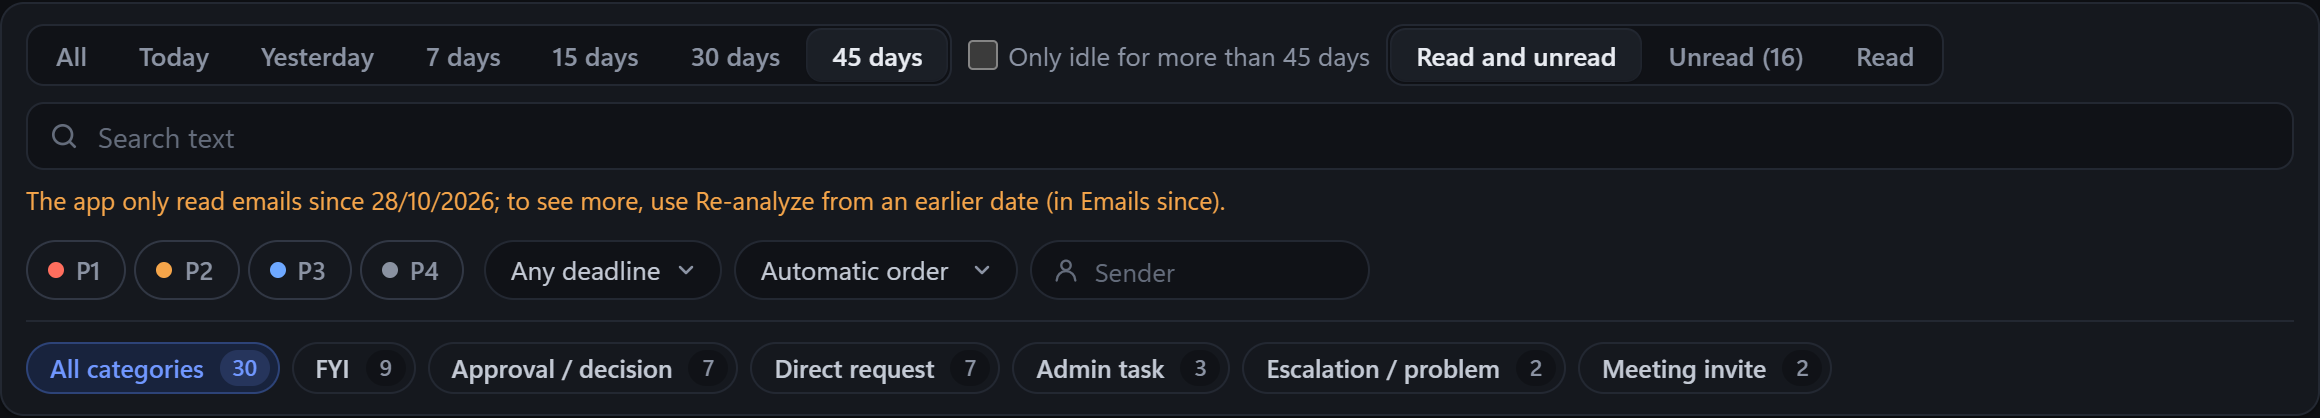 All Today Yesterday 7 days 15 days 30 days 45 days Only idle for more than 45 days Read and unread Unread (16) Read
Search text
The app only read emails since 28/10/2026; to see more, use Re-analyze from an earlier date (in Emails since).
P1 P2 P3 P4 Any deadline Automatic order Sender
All categories 30 FYI 9 Approval / decision 7 Direct request 7 Admin task 3 Escalation / problem 2 Meeting invite 2